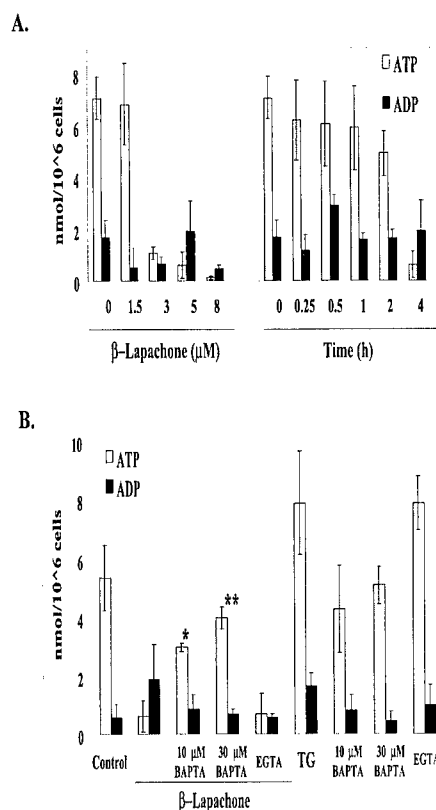 A.
8
6
4
2
0
nmol/10^6 cells
ATP
ADP
0 1.5 3 5 8
β–Lapachone (µM)
0 0.25 0.5 1 2 4
Time (h)
B.
10
8
6
4
2
0
nmol/10^6 cells
ATP
ADP
*
**
Control
10 µM BAPTA
30 µM BAPTA
EGTA
β–Lapachone
TG
10 µM BAPTA
30 µM BAPTA
EGTA